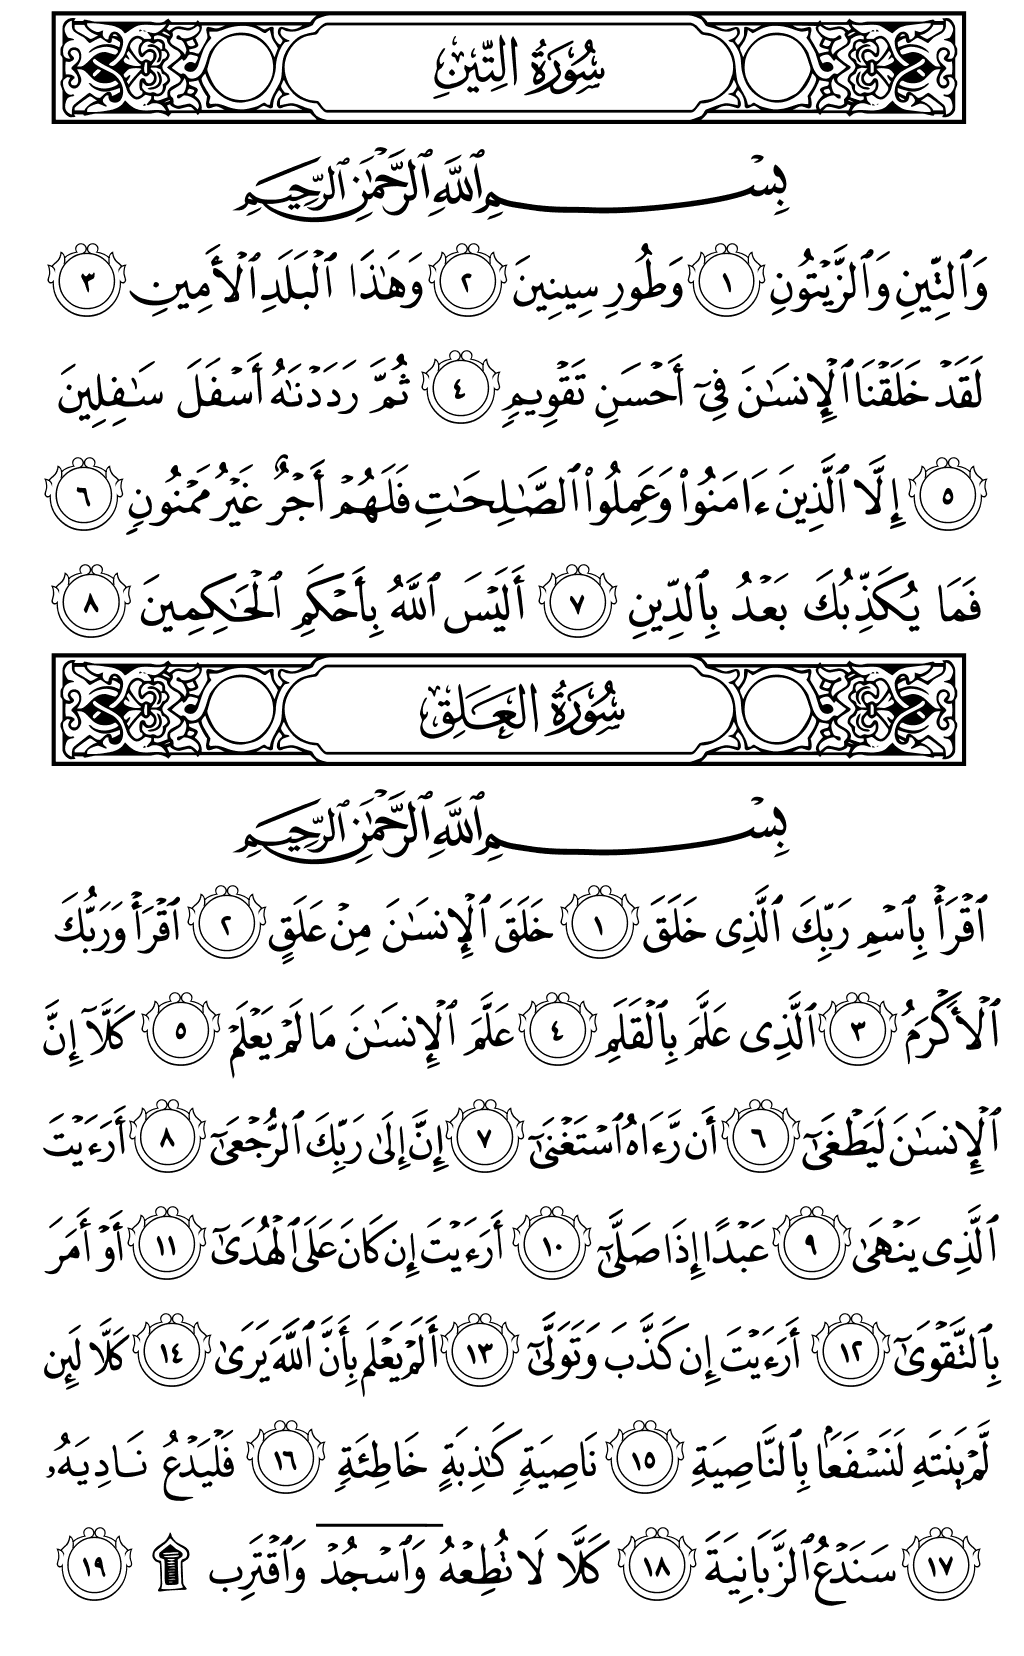 سُورَةُ التِّينِ
بِسْمِ ٱللَّهِ ٱلرَّحْمَٰنِ ٱلرَّحِيمِ
وَٱلتِّينِ وَٱلزَّيْتُونِ ١ وَطُورِ سِينِينَ ٢ وَهَٰذَا ٱلْبَلَدِ ٱلْأَمِينِ ٣
لَقَدْ خَلَقْنَا ٱلْإِنسَٰنَ فِىٓ أَحْسَنِ تَقْوِيمٍ ٤ ثُمَّ رَدَدْنَٰهُ أَسْفَلَ سَٰفِلِينَ
٥ إِلَّا ٱلَّذِينَ ءَامَنُوا۟ وَعَمِلُوا۟ ٱلصَّٰلِحَٰتِ فَلَهُمْ أَجْرٌ غَيْرُ مَمْنُونٍ ٦
فَمَا يُكَذِّبُكَ بَعْدُ بِٱلدِّينِ ٧ أَلَيْسَ ٱللَّهُ بِأَحْكَمِ ٱلْحَٰكِمِينَ ٨
سُورَةُ الْعَلَقِ
بِسْمِ ٱللَّهِ ٱلرَّحْمَٰنِ ٱلرَّحِيمِ
ٱقْرَأْ بِٱسْمِ رَبِّكَ ٱلَّذِى خَلَقَ ١ خَلَقَ ٱلْإِنسَٰنَ مِنْ عَلَقٍ ٢ ٱقْرَأْ وَرَبُّكَ
ٱلْأَكْرَمُ ٣ ٱلَّذِى عَلَّمَ بِٱلْقَلَمِ ٤ عَلَّمَ ٱلْإِنسَٰنَ مَا لَمْ يَعْلَمْ ٥ كَلَّآ إِنَّ
ٱلْإِنسَٰنَ لَيَطْغَىٰٓ ٦ أَن رَّءَاهُ ٱسْتَغْنَىٰٓ ٧ إِنَّ إِلَىٰ رَبِّكَ ٱلرُّجْعَىٰٓ ٨ أَرَءَيْتَ
ٱلَّذِى يَنْهَىٰ ٩ عَبْدًا إِذَا صَلَّىٰٓ ١٠ أَرَءَيْتَ إِن كَانَ عَلَى ٱلْهُدَىٰٓ ١١ أَوْ أَمَرَ
بِٱلتَّقْوَىٰٓ ١٢ أَرَءَيْتَ إِن كَذَّبَ وَتَوَلَّىٰٓ ١٣ أَلَمْ يَعْلَم بِأَنَّ ٱللَّهَ يَرَىٰ ١٤ كَلَّا لَئِن
لَّمْ يَنتَهِ لَنَسْفَعًۢا بِٱلنَّاصِيَةِ ١٥ نَاصِيَةٍ كَٰذِبَةٍ خَاطِئَةٍ ١٦ فَلْيَدْعُ نَادِيَهُۥ
١٧ سَنَدْعُ ٱلزَّبَانِيَةَ ١٨ كَلَّا لَا تُطِعْهُ وَٱسْجُدْ وَٱقْتَرِب ۩ ١٩